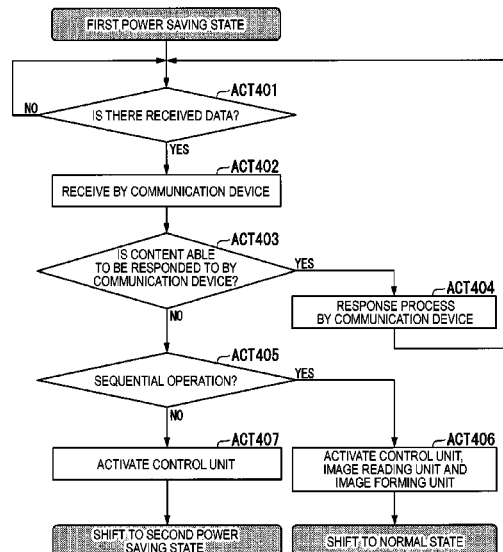 FIRST POWER SAVING STATE
ACT401
NO
IS THERE RECEIVED DATA?
YES
ACT402
RECEIVE BY COMMUNICATION DEVICE
ACT403
IS CONTENT ABLE
TO BE RESPONDED TO BY
COMMUNICATION DEVICE?
YES
ACT404
RESPONSE PROCESS
BY COMMUNICATION DEVICE
NO
ACT405
SEQUENTIAL OPERATION?
YES
NO
ACT407
ACTIVATE CONTROL UNIT
ACT406
ACTIVATE CONTROL UNIT,
IMAGE READING UNIT AND
IMAGE FORMING UNIT
SHIFT TO SECOND POWER
SAVING STATE
SHIFT TO NORMAL STATE